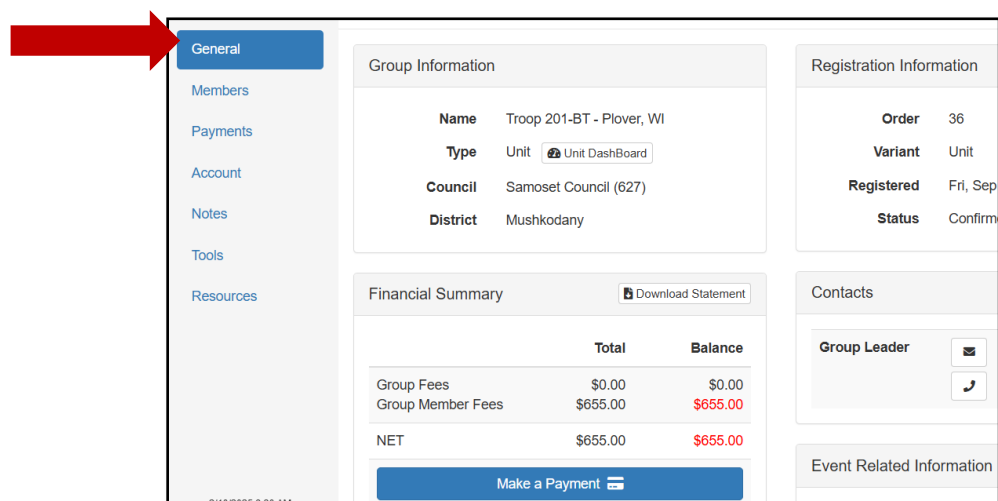 General
Members
Payments
Account
Notes
Tools
Resources
Group Information
Name Troop 201-BT - Plover, WI
Type Unit Unit DashBoard
Council Samoset Council (627)
District Mushkodany
Financial Summary Download Statement
Total Balance
Group Fees $0.00 $0.00
Group Member Fees $655.00 $655.00
NET $655.00 $655.00
Make a Payment
Registration Information
Order 36
Variant Unit
Registered Fri, Sep
Status
Contacts
Group Leader
Event Related Information